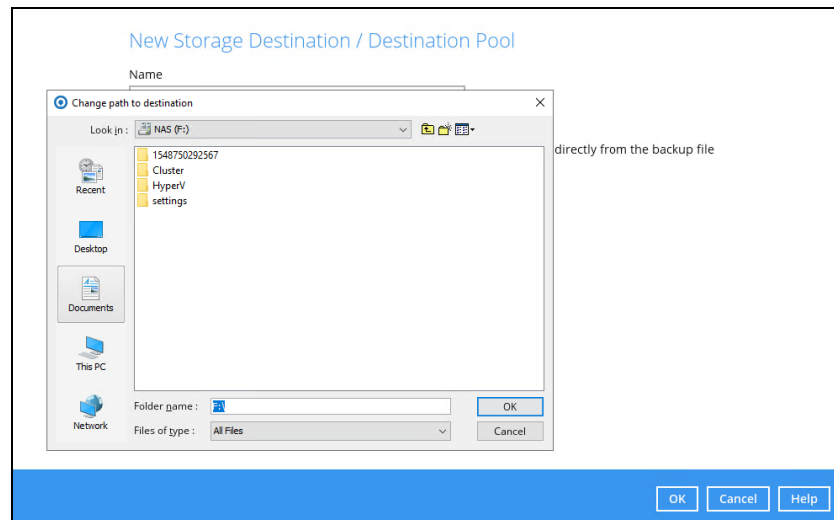 New Storage Destination / Destination Pool
Name
Change path to destination
Look in : NAS (F:)
directly from the backup file
1548750292567
Cluster
HyperV
settings
Recent
Desktop
Documents
This PC
Network
Folder name : F:\
OK
Files of type : All Files
Cancel
OK Cancel Help